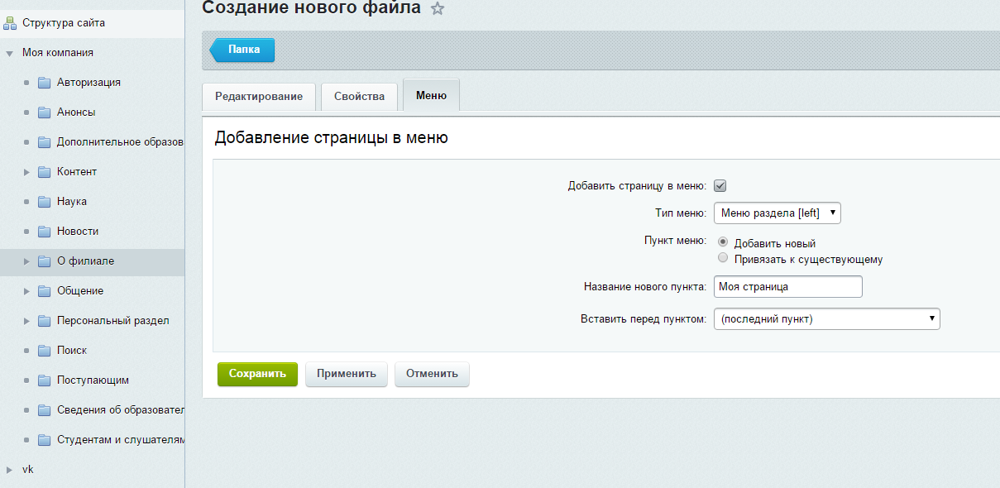 Создание нового файла
Структура сайта
Моя компания
Авторизация
Анонсы
Дополнительное образов
Контент
Наука
Новости
О филиале
Общение
Персональный раздел
Поиск
Поступающим
Сведения об образовател
Студентам и слушателям
vk
Папка
Редактирование Свойства Меню
Добавление страницы в меню
Добавить страницу в меню:
Тип меню: Меню раздела [left]
Пункт меню: Добавить новый
Привязать к существующему
Название нового пункта: Моя страница
Вставить перед пунктом: (последний пункт)
Сохранить Применить Отменить